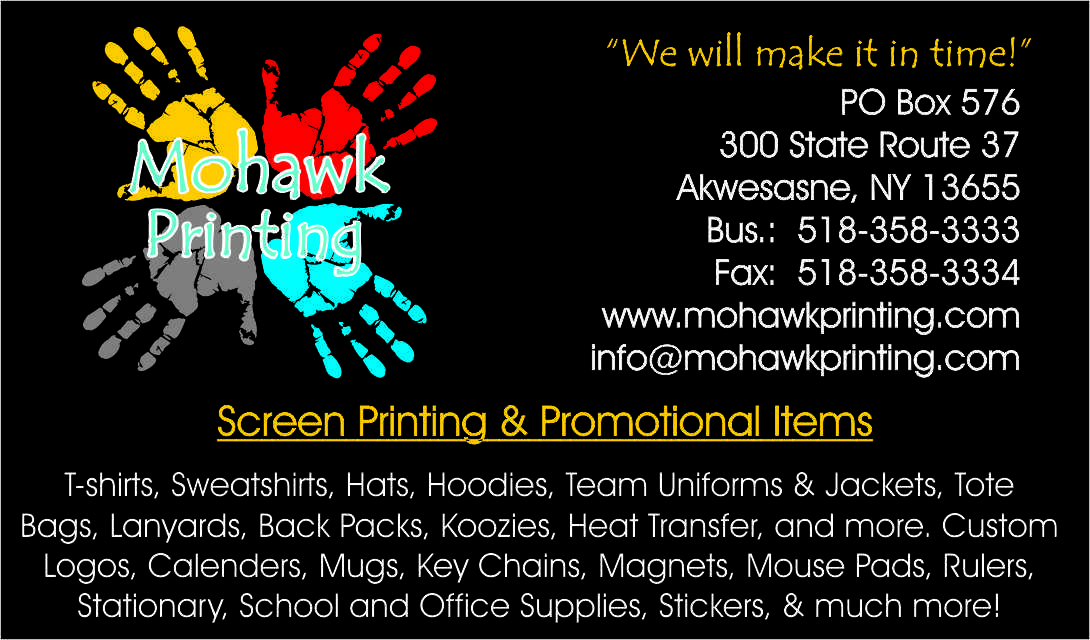 Mohawk
Printing
“We will make it in time!”
PO Box 576
300 State Route 37
Akwesasne, NY 13655
Bus.: 518-358-3333
Fax: 518-358-3334
www.mohawkprinting.com
info@mohawkprinting.com
Screen Printing & Promotional Items
T-shirts, Sweatshirts, Hats, Hoodies, Team Uniforms & Jackets, Tote
Bags, Lanyards, Back Packs, Koozies, Heat Transfer, and more. Custom
Logos, Calenders, Mugs, Key Chains, Magnets, Mouse Pads, Rulers,
Stationary, School and Office Supplies, Stickers, & much more!